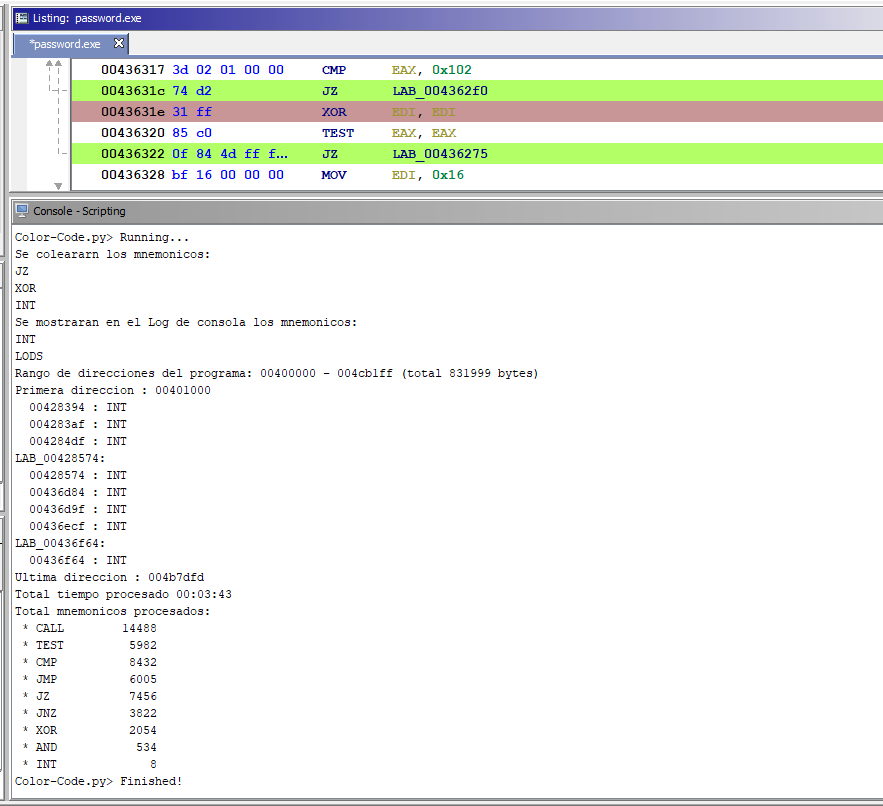 Listing: password.exe
*password.exe
00436317 3d 02 01 00 00 CMP EAX, 0x102
0043631c 74 d2 JZ LAB_004362f0
0043631e 31 ff XOR EDI, EDI
00436320 85 c0 TEST EAX, EAX
00436322 0f 84 4d ff f... JZ LAB_00436275
00436328 bf 16 00 00 00 MOV EDI, 0x16
Console - Scripting
Color-Code.py> Running...
Se coleararn los mnemonicos:
JZ
XOR
INT
Se mostraran en el Log de consola los mnemonicos:
INT
LODS
Rango de direcciones del programa: 00400000 - 004cb1ff (total 831999 bytes)
Primera direccion : 00401000
00428394 : INT
004283af : INT
004284df : INT
LAB_00428574:
00428574 : INT
00436d84 : INT
00436d9f : INT
00436ecf : INT
LAB_00436f64:
00436f64 : INT
Ultima direccion : 004b7dfd
Total tiempo procesado 00:03:43
Total mnemonicos procesados:
* CALL 14488
* TEST 5982
* CMP 8432
* JMP 6005
* JZ 7456
* JNZ 3822
* XOR 2054
* AND 534
* INT 8
Color-Code.py> Finished!